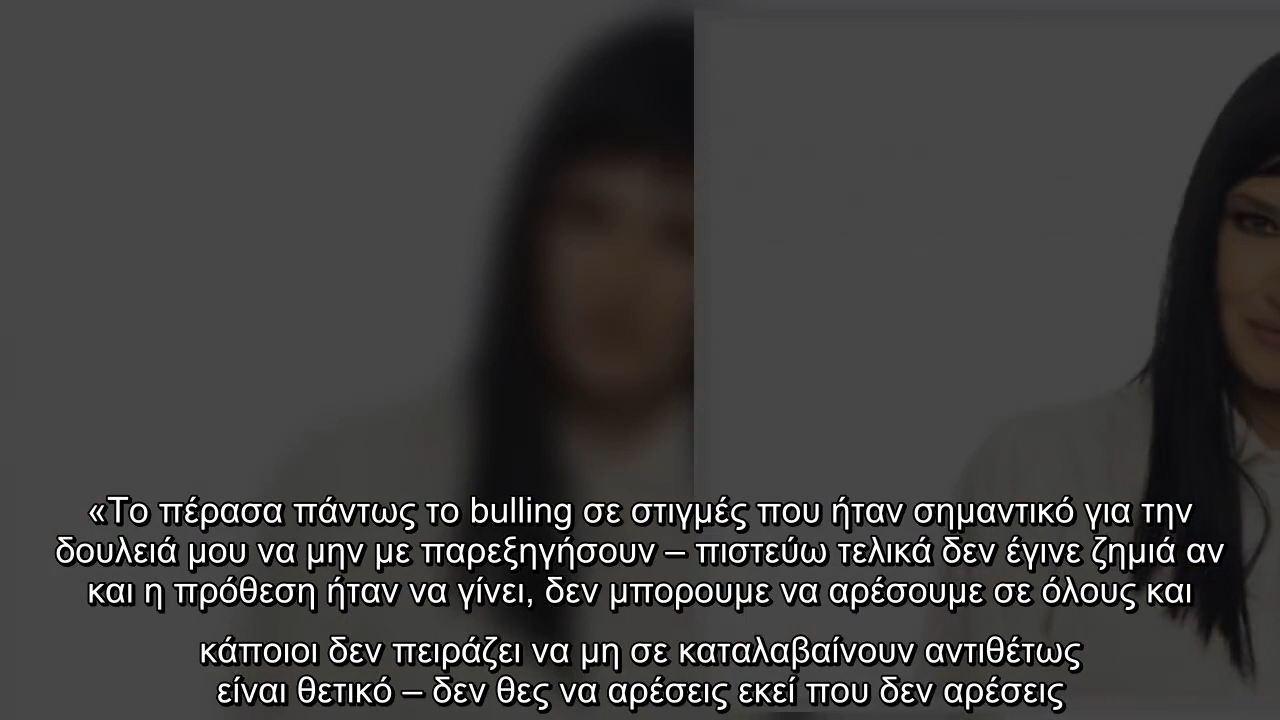 «Το πέρασα πάντως το bulling σε στιγμές που ήταν σημαντικό για την
δουλειά μου να μην με παρεξηγήσουν – πιστεύω τελικά δεν έγινε ζημιά αν
και η πρόθεση ήταν να γίνει, δεν μπορουμε να αρέσουμε σε όλους και
κάποιοι δεν πειράζει να μη σε καταλαβαίνουν αντιθέτως
είναι θετικό – δεν θες να αρέσεις εκεί που δεν αρέσεις